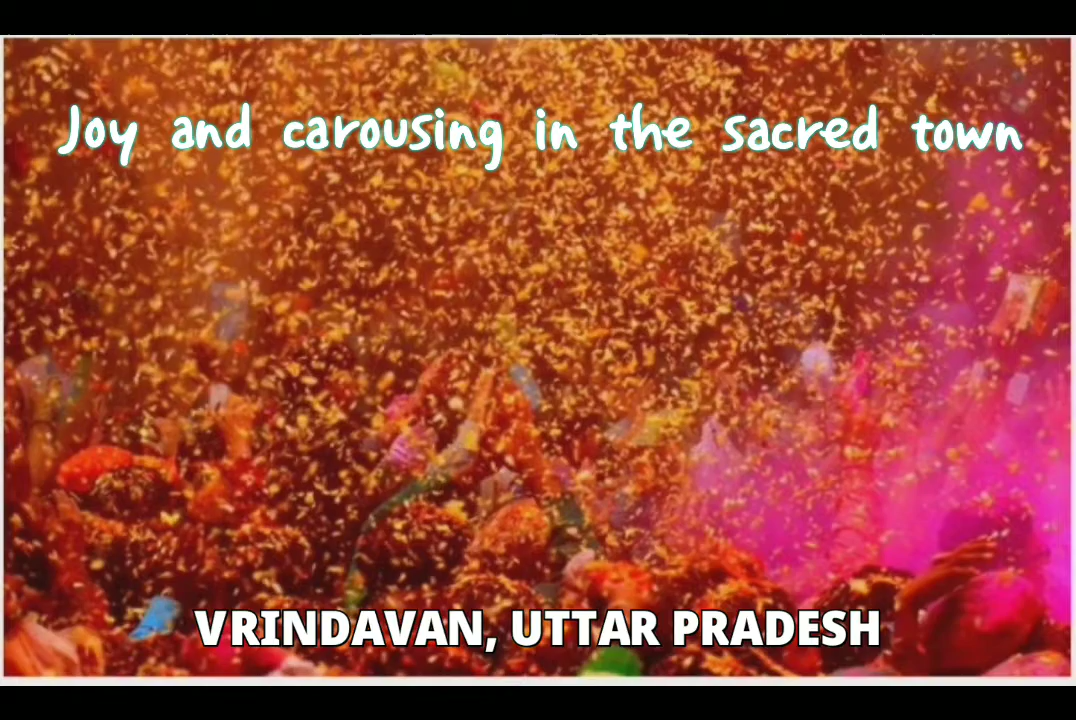 Joy and carousing in the sacred town
VRINDAVAN, UTTAR PRADESH